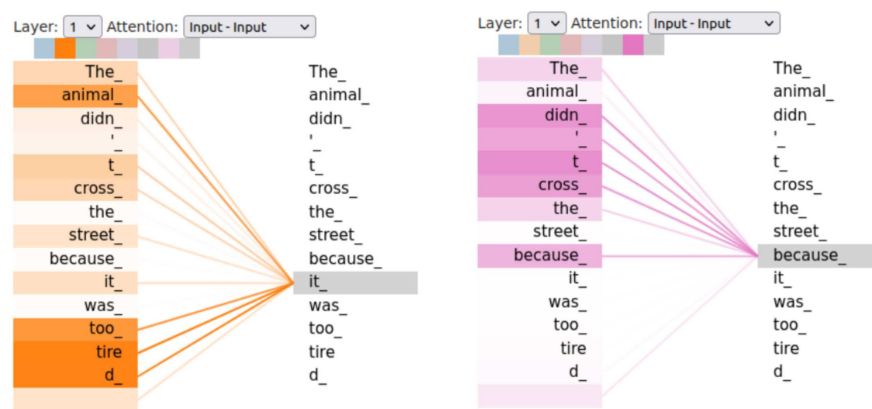 Layer: 1 Attention: Input - Input
The_ The_
animal_ animal_
didn_ didn_
'_ '_
t_ t_
cross_ cross_
the_ the_
street_ street_
because_ because_
it_ it_
was_ was_
too_ too_
tire tire
d_ d_
Layer: 1 Attention: Input - Input
The_ The_
animal_ animal_
didn_ didn_
'_ '_
t_ t_
cross_ cross_
the_ the_
street_ street_
because_ because_
it_ it_
was_ was_
too_ too_
tire tire
d_ d_